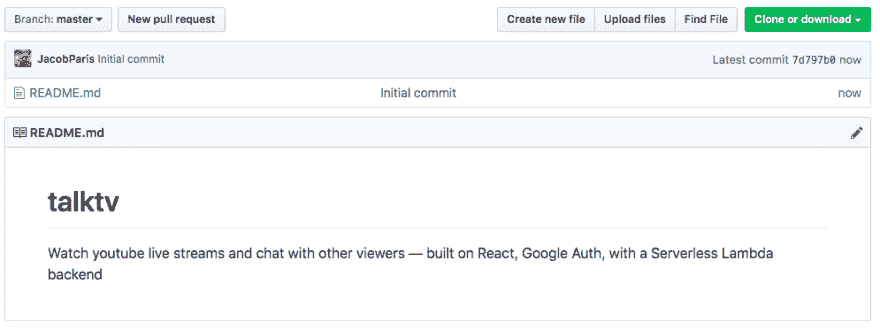 Branch: master New pull request Create new file Upload files Find File Clone or download
JacobParis Initial commit Latest commit 7d797b0 now
README.md Initial commit now
README.md
talktv
Watch youtube live streams and chat with other viewers — built on React, Google Auth, with a Serverless Lambda
backend